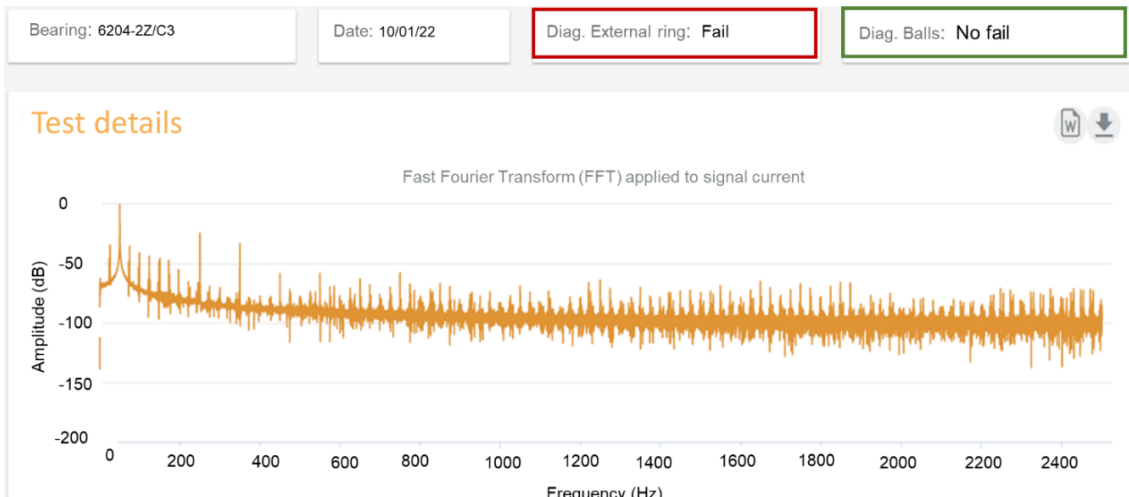 Bearing: 6204-2Z/C3
Date: 10/01/22
Diag. External ring: Fail
Diag. Balls: No fail
Test details
W
Fast Fourier Transform (FFT) applied to signal current
Amplitude (dB)
0
-50
-100
-150
-200
0 200 400 600 800 1000 1200 1400 1600 1800 2000 2200 2400
Frequency (Hz)